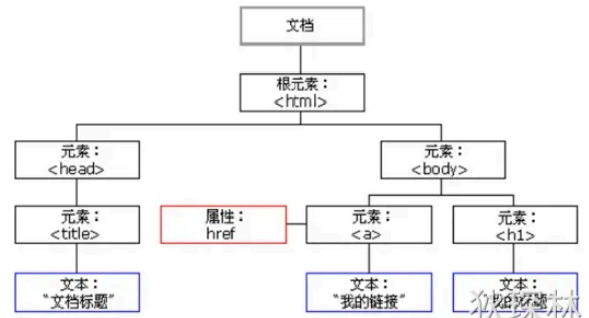 文档
根元素：
<html>
元素：
<head>
元素：
<body>
元素：
<title>
属性：
href
元素：
<a>
元素：
<h1>
文本：
“文档标题”
文本：
“我的链接”
文本：